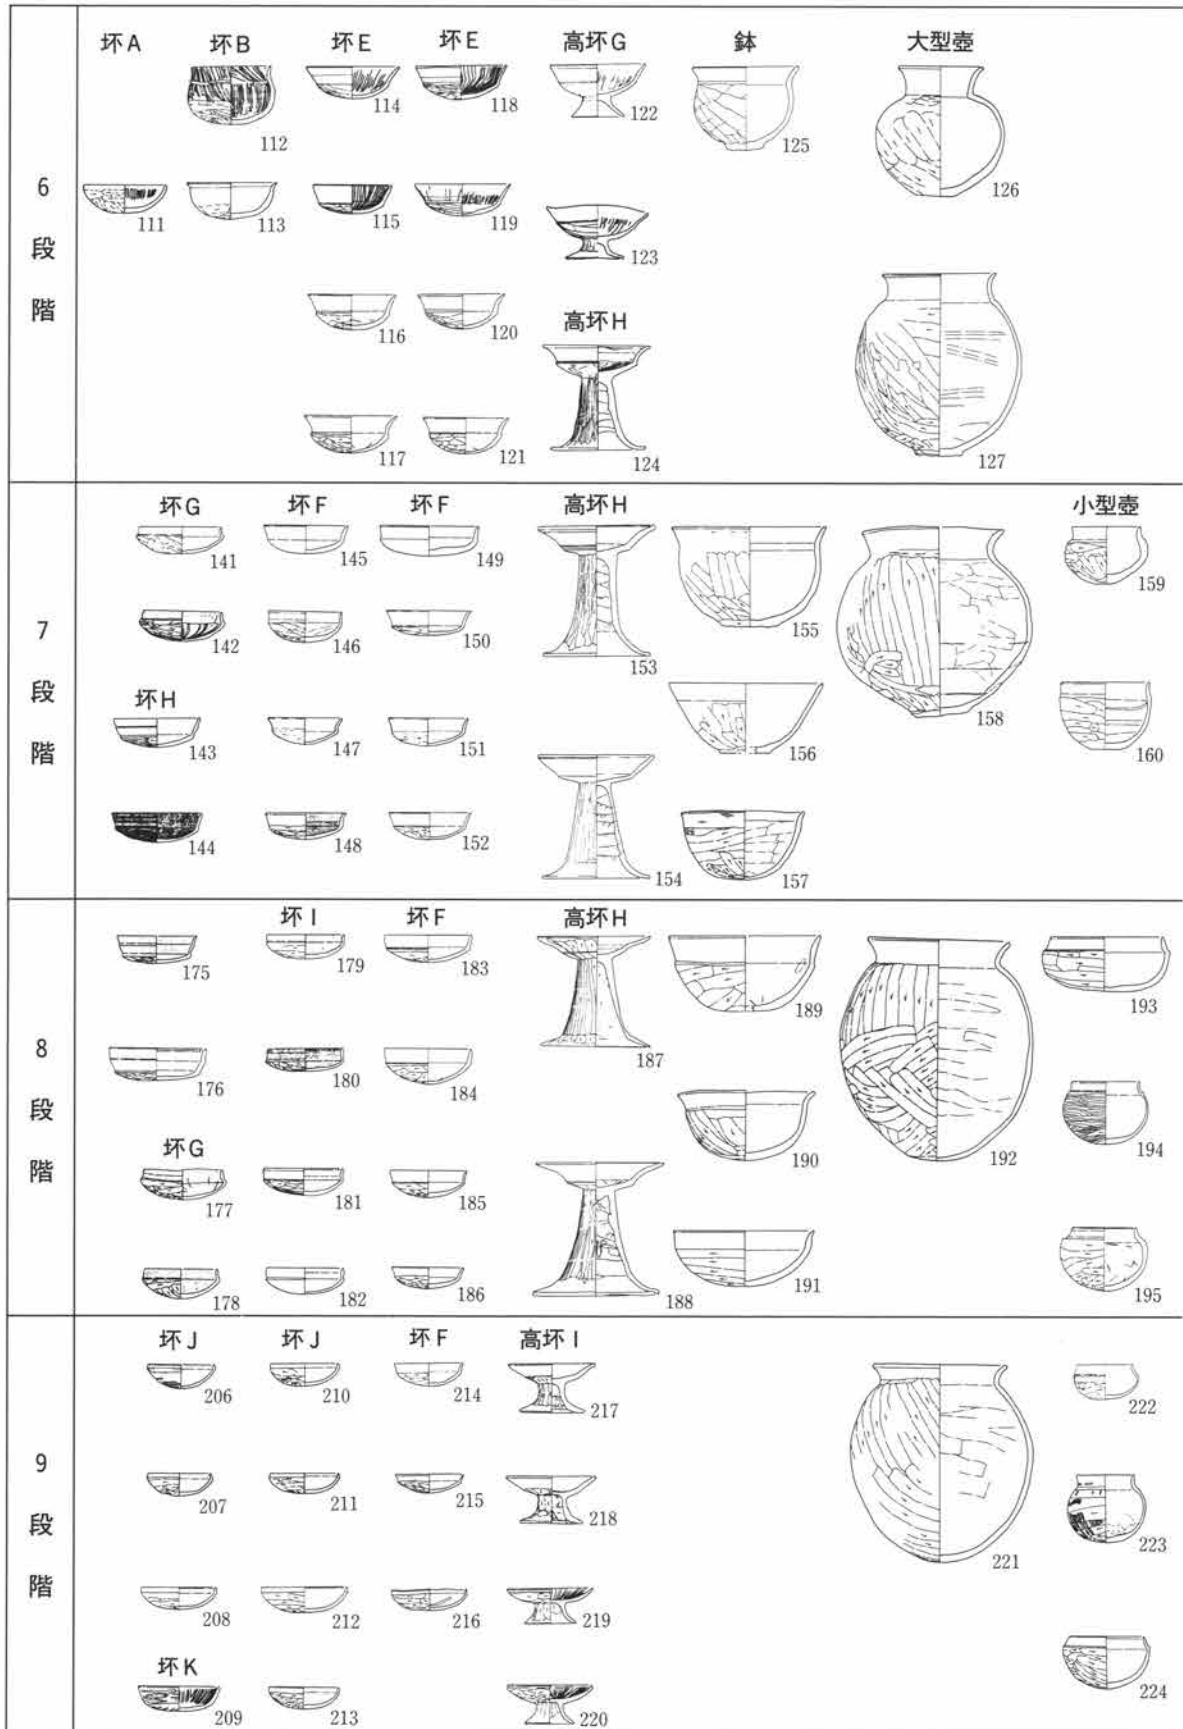 6段階
坏A 坏B 坏E 坏E 高坏G 鉢 大型壺
112 114 118 122 125 126
111 113 115 119 123
116 120
高坏H
117 121 124 127
7段階
坏G 坏F 坏F 高坏H 小型壺
141 145 149 159
142 146 150 153 155 158
坏H
143 147 151 156 160
144 148 152 154 157
8段階
坏I 坏F 高坏H
175 179 183 187 189 193
176 180 184 190 192 194
坏G
177 181 185
178 182 186 188 191 195
9段階
坏J 坏J 坏F 高坏I
206 210 214 217 222
207 211 215 218 221 223
208 212 216 219
坏K
209 213 220 224